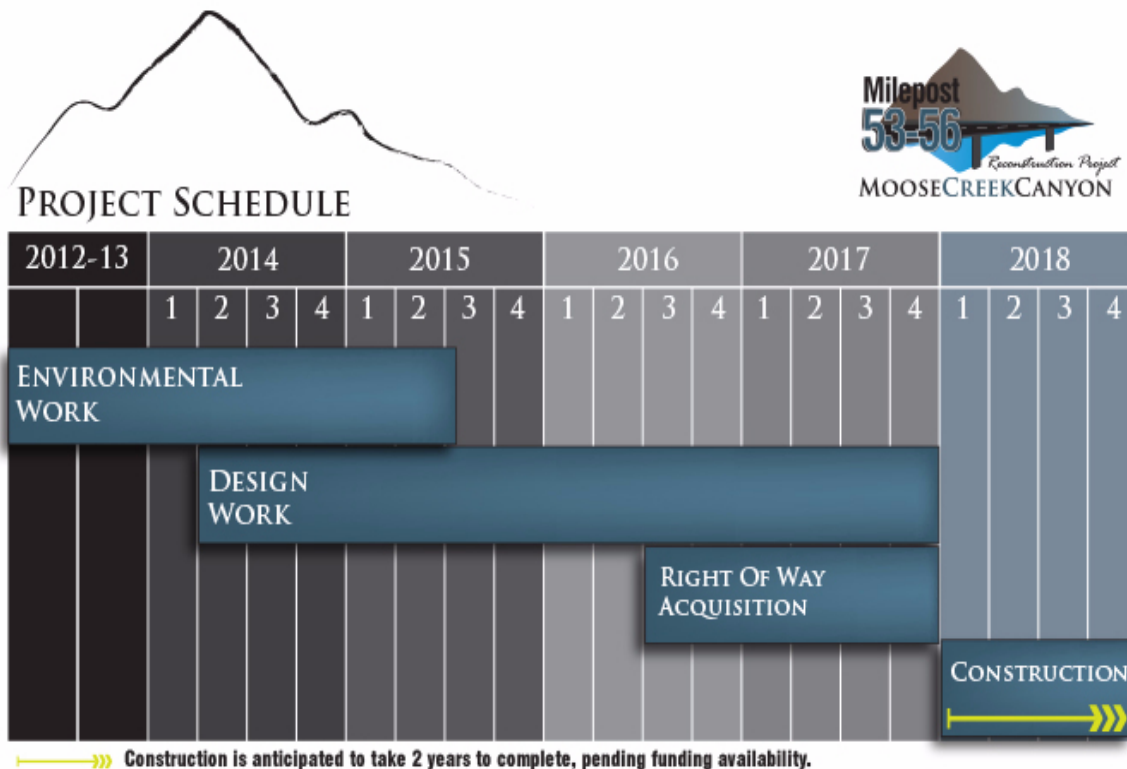 Milepost
53-56
Reconstruction Project
MOOSECREEKCANYON
PROJECT SCHEDULE
2012-13 2014 2015 2016 2017 2018
1 2 3 4 1 2 3 4 1 2 3 4 1 2 3 4 1 2 3 4
ENVIRONMENTAL
WORK
DESIGN
WORK
RIGHT OF WAY
ACQUISITION
CONSTRUCTION
Construction is anticipated to take 2 years to complete, pending funding availability.